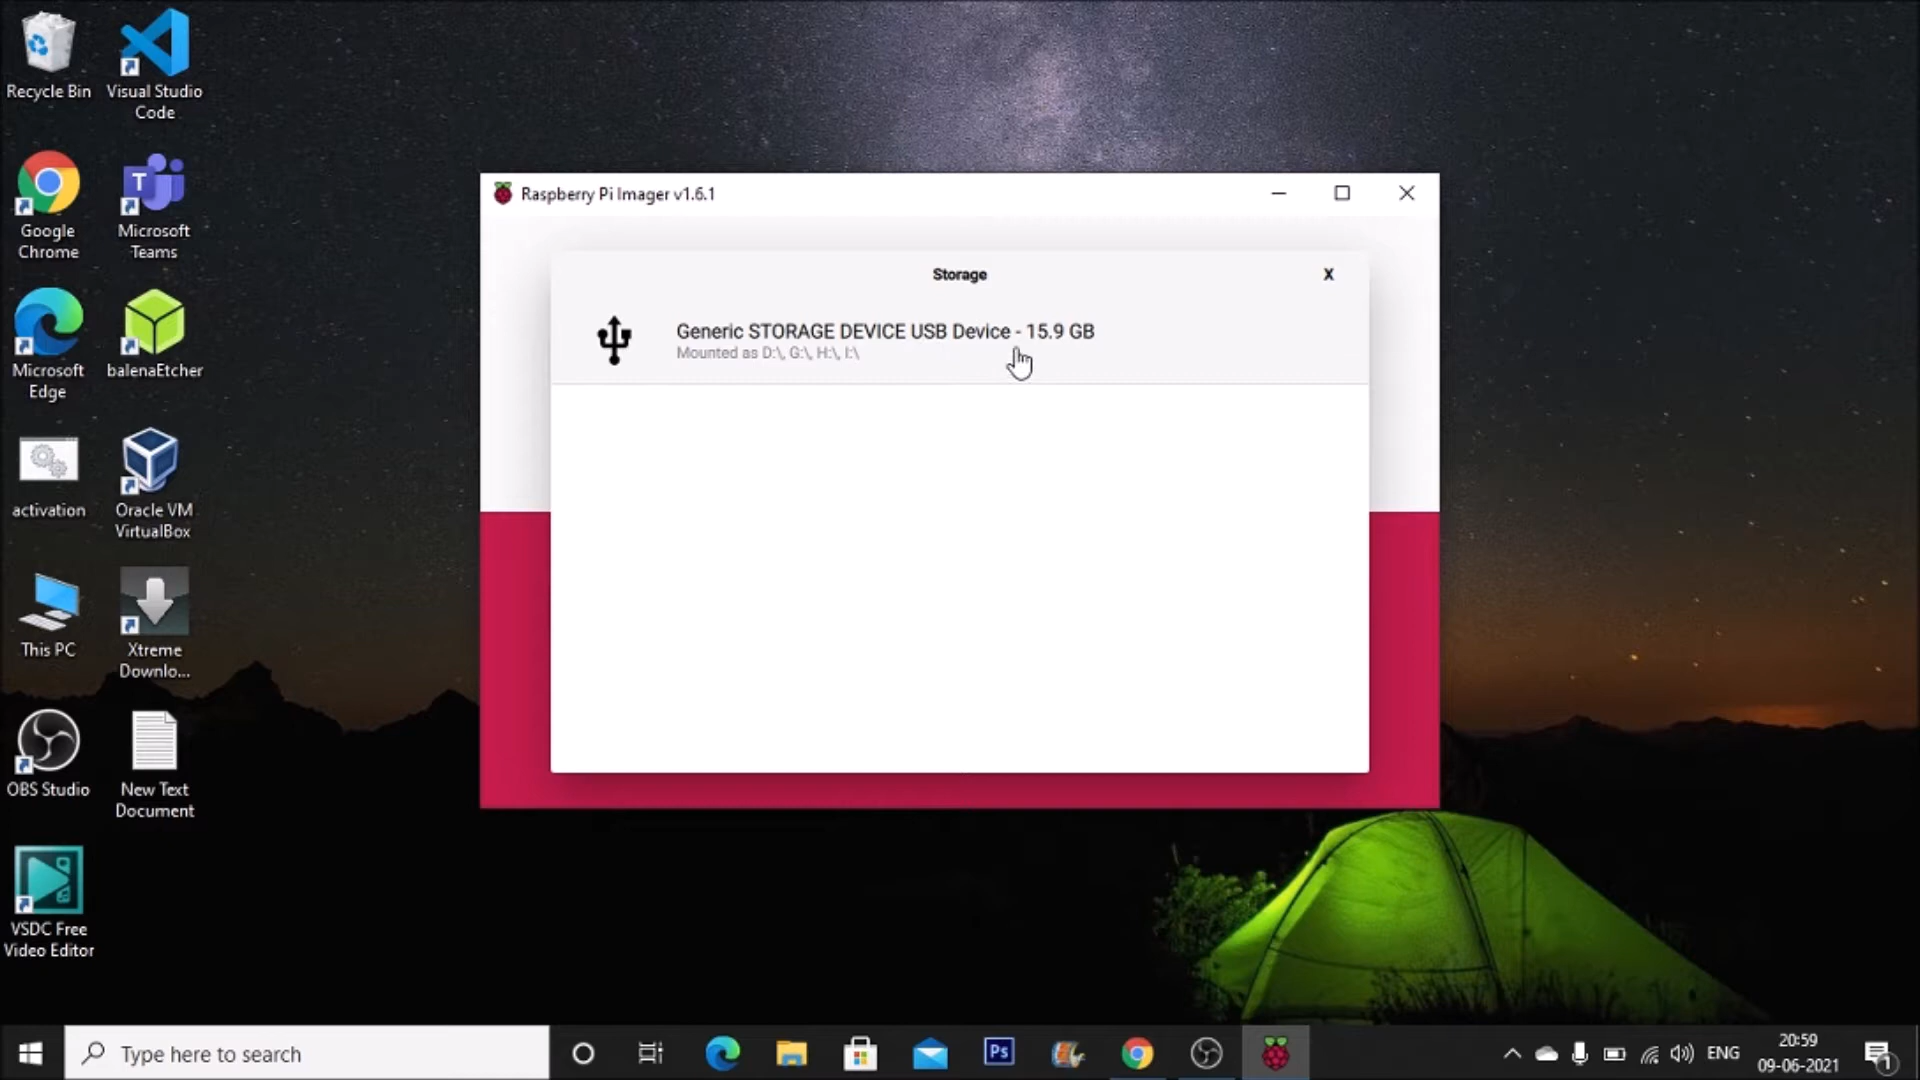 Recycle Bin
Visual Studio
Code
Google
Chrome
Microsoft
Teams
Microsoft
Edge
balenaEtcher
activation
Oracle VM
VirtualBox
This PC
Xtreme
Downlo...
OBS Studio
New Text
Document
VSDC Free
Video Editor
Raspberry Pi Imager v1.6.1
Storage
X
Generic STORAGE DEVICE USB Device - 15.9 GB
Mounted as D:\, G:\, H:\, I:\
Type here to search
Ps
ENG
20:59
09-06-2021
1